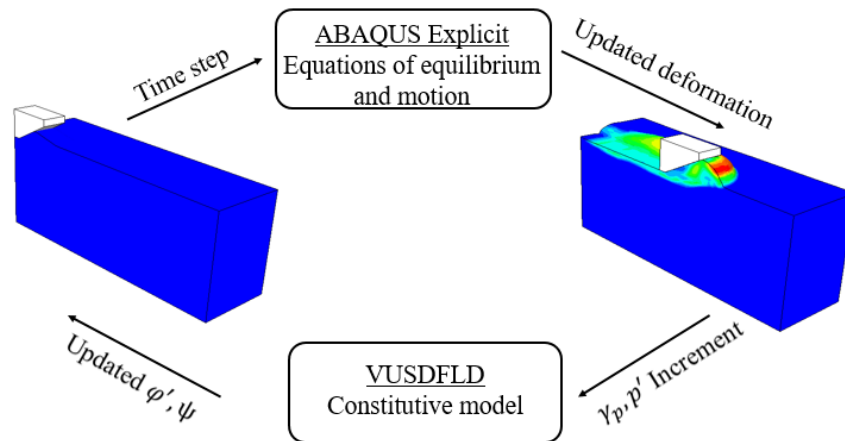 ABAQUS Explicit
Equations of equilibrium
and motion
Time step
Updated deformation
VUSDFLD
Constitutive model
Updated φ′, ψ
γₚ, p′ Increment